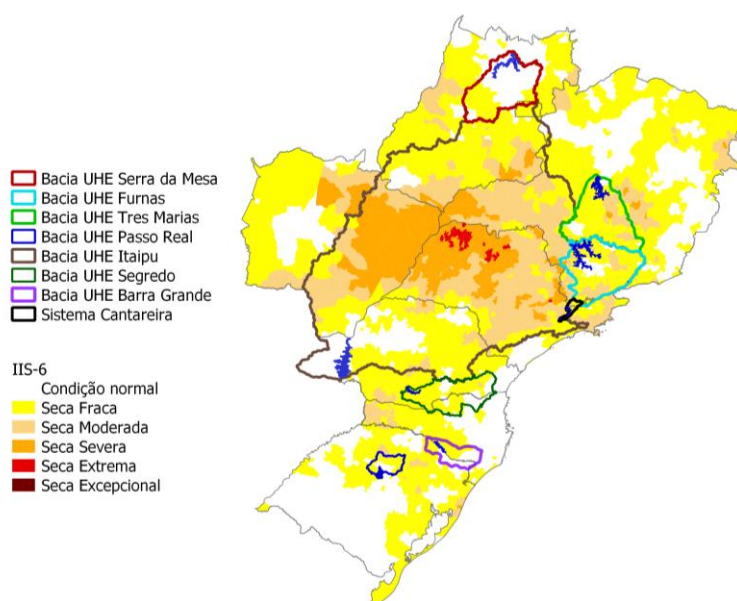 Bacia UHE Serra da Mesa
Bacia UHE Furnas
Bacia UHE Tres Marias
Bacia UHE Passo Real
Bacia UHE Itaipu
Bacia UHE Segredo
Bacia UHE Barra Grande
Sistema Cantareira
IIS-6
Condição normal
Seca Fraca
Seca Moderada
Seca Severa
Seca Extrema
Seca Excepcional